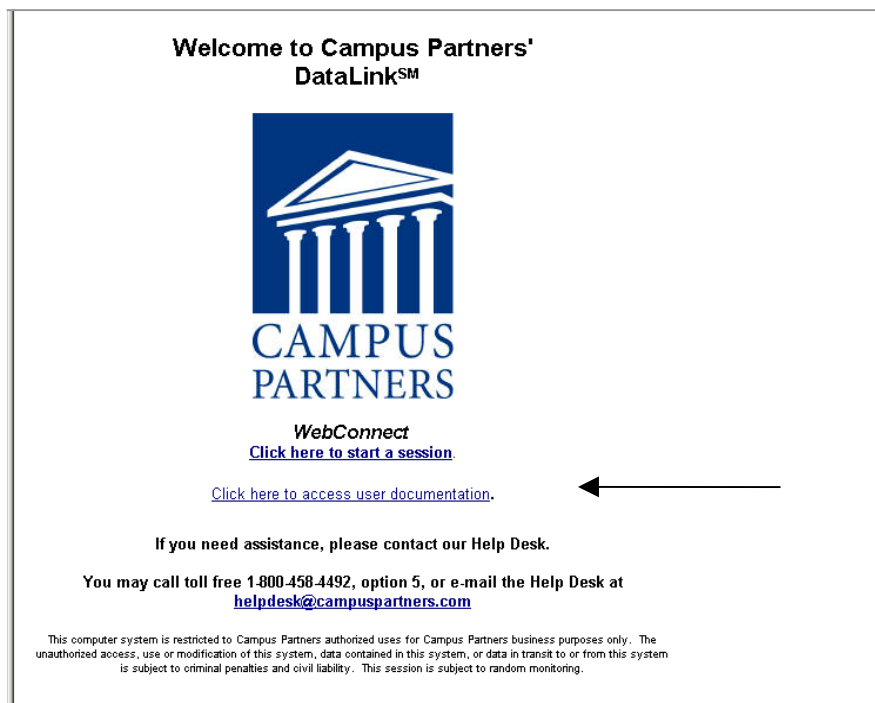 Welcome to Campus Partners'
DataLink℠
CAMPUS
PARTNERS
WebConnect
Click here to start a session.
Click here to access user documentation.
If you need assistance, please contact our Help Desk.
You may call toll free 1-800-458-4492, option 5, or e-mail the Help Desk at
helpdesk@campuspartners.com
This computer system is restricted to Campus Partners authorized uses for Campus Partners business purposes only. The
unauthorized access, use or modification of this system, data contained in this system, or data in transit to or from this system
is subject to criminal penalties and civil liability. This session is subject to random monitoring.